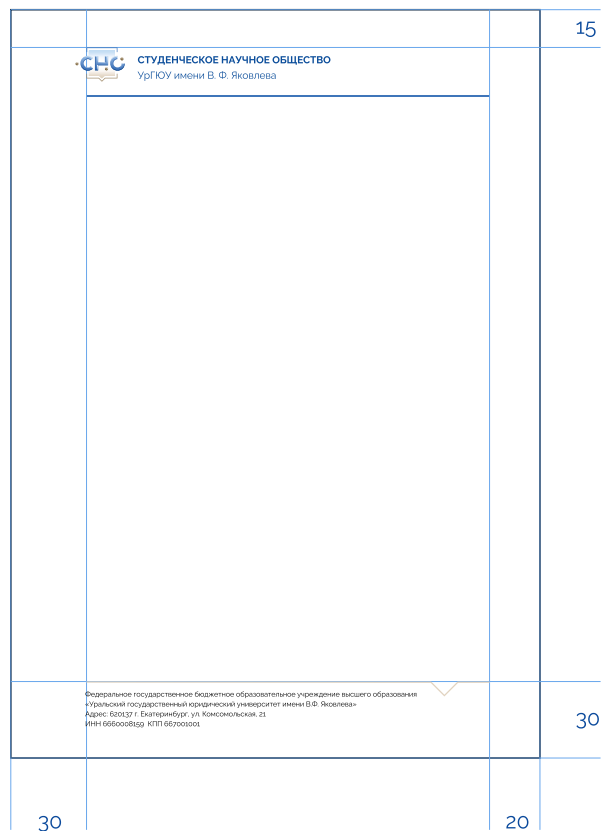 15
СНО
СТУДЕНЧЕСКОЕ НАУЧНОЕ ОБЩЕСТВО
УрГЮУ имени В. Ф. Яковлева
Федеральное государственное бюджетное образовательное учреждение высшего образования
«Уральский государственный юридический университет имени В.Ф. Яковлева»
Адрес: 620137 г. Екатеринбург, ул. Комсомольская, 21
ИНН 6660008159 КПП 667001001
30
30
20